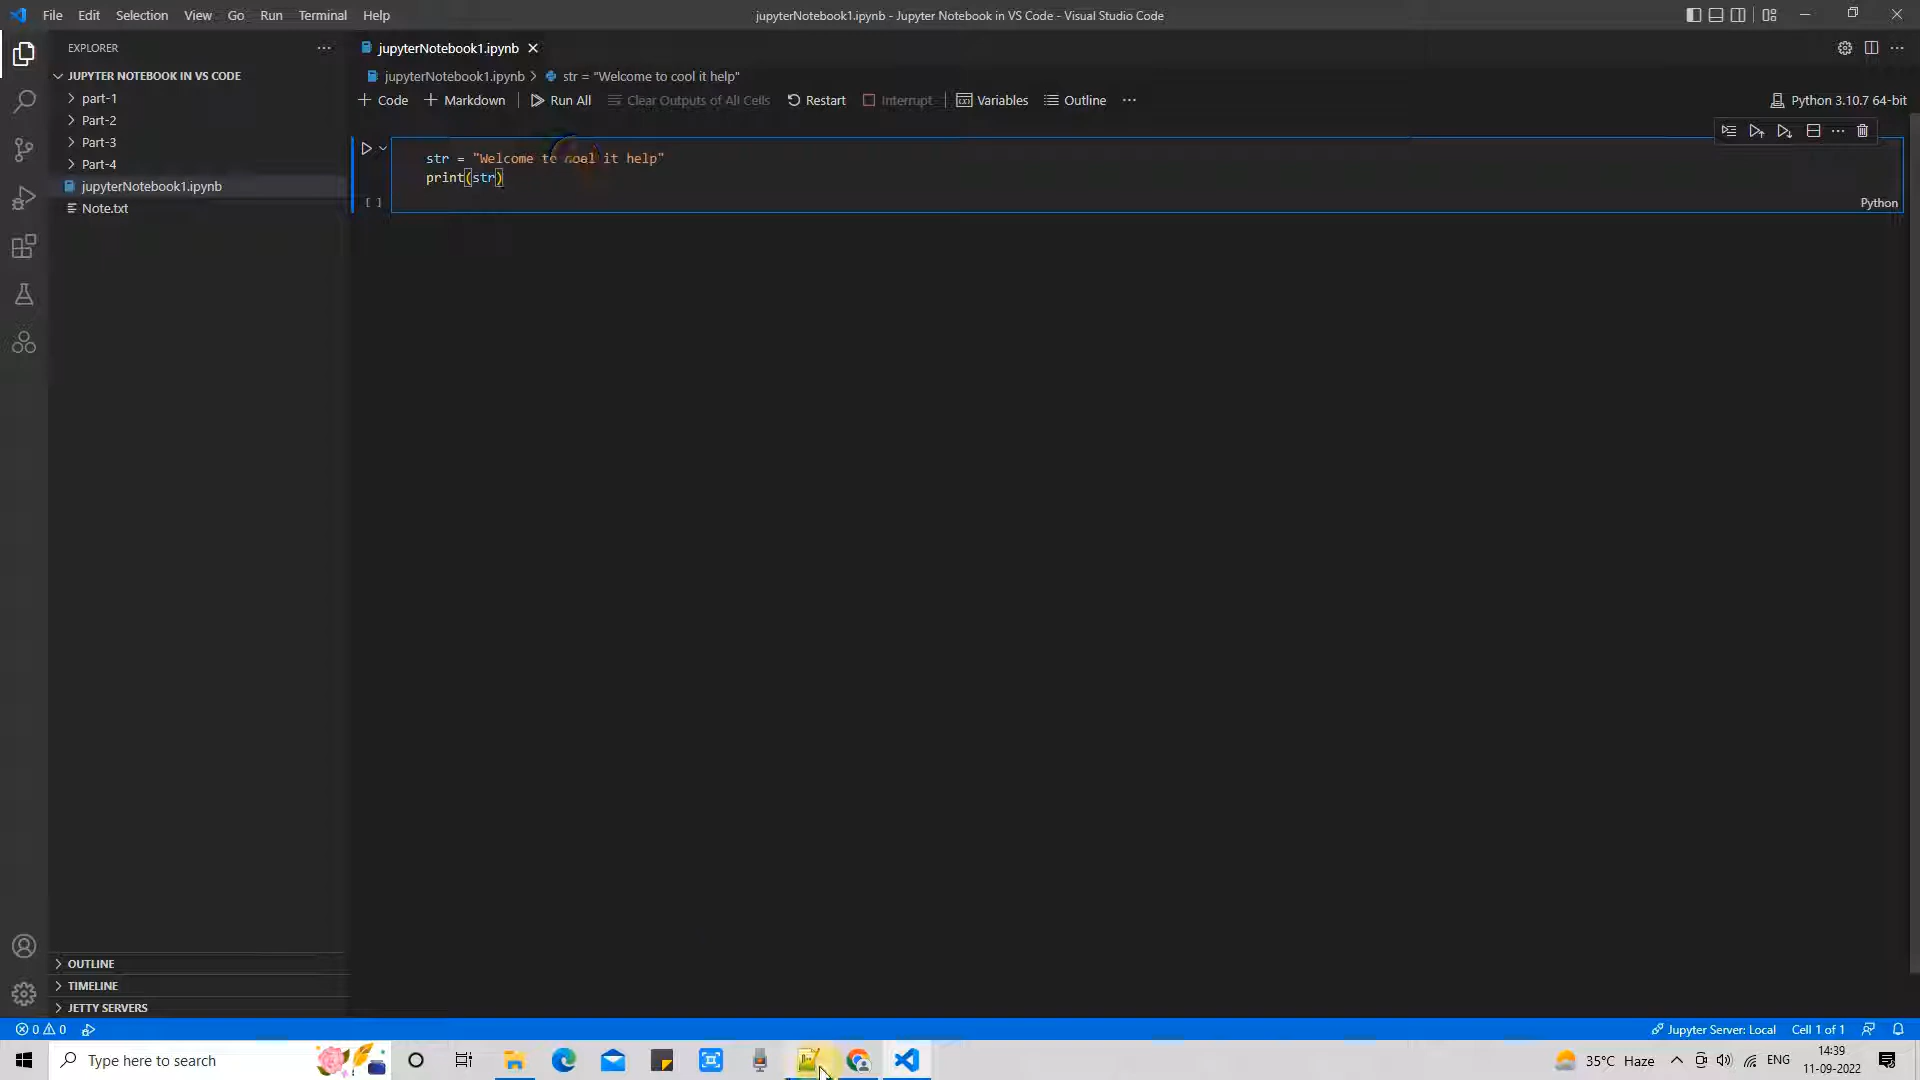 File Edit Selection View Go Run Terminal Help
jupyterNotebook1.ipynb - Jupyter Notebook in VS Code - Visual Studio Code
EXPLORER
JUPYTER NOTEBOOK IN VS CODE
part-1
Part-2
Part-3
Part-4
jupyterNotebook1.ipynb
Note.txt
OUTLINE
TIMELINE
JETTY SERVERS
jupyterNotebook1.ipynb
jupyterNotebook1.ipynb > str = "Welcome to cool it help"
Code Markdown Run All Clear Outputs of All Cells Restart Interrupt Variables Outline ...
Python 3.10.7 64-bit
str = "Welcome to cool it help"
print(str)
[ ]
Python
0 0
Jupyter Server: Local Cell 1 of 1
Type here to search
35°C Haze
ENG
14:39
11-09-2022